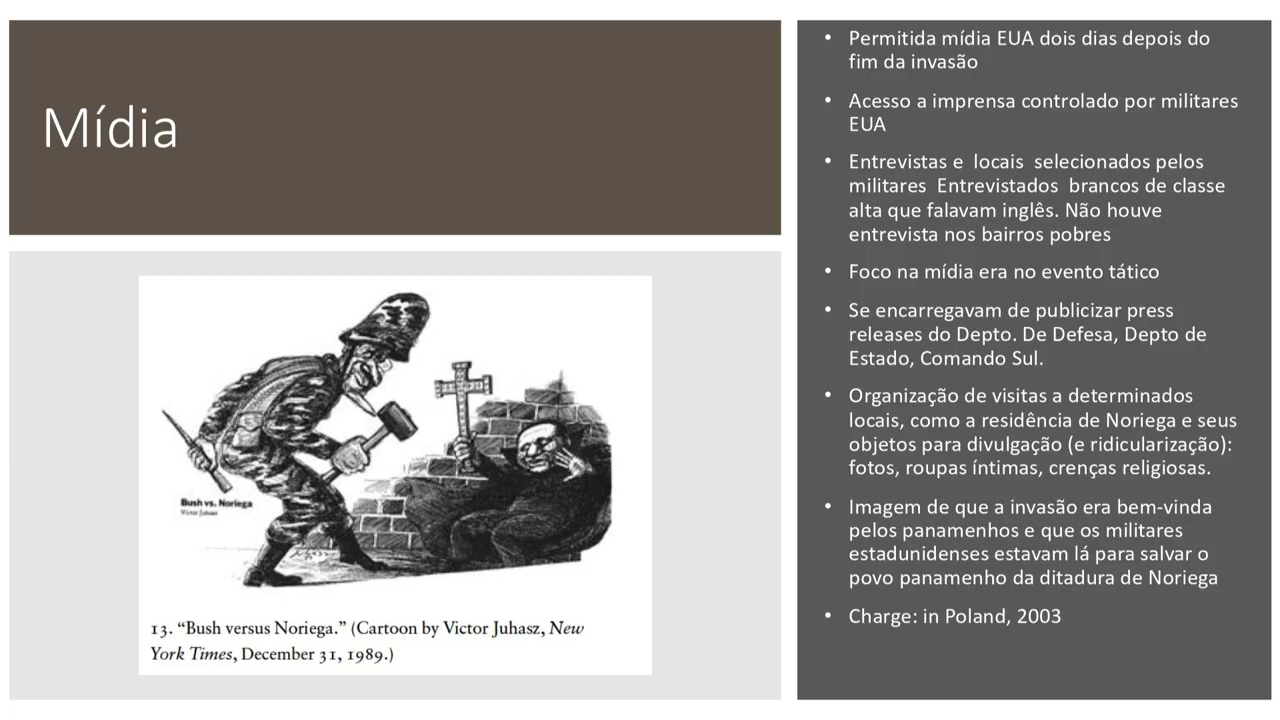 Mídia
• Permitida mídia EUA dois dias depois do
fim da invasão
• Acesso a imprensa controlado por militares
EUA
• Entrevistas e locais selecionados pelos
militares Entrevistados brancos de classe
alta que falavam inglês. Não houve
entrevista nos bairros pobres
• Foco na mídia era no evento tático
• Se encarregavam de publicizar press
releases do Depto. De Defesa, Depto de
Estado, Comando Sul.
• Organização de visitas a determinados
locais, como a residência de Noriega e seus
objetos para divulgação (e ridicularização):
fotos, roupas íntimas, crenças religiosas.
• Imagem de que a invasão era bem-vinda
pelos panamenhos e que os militares
estadunidenses estavam lá para salvar o
povo panamenho da ditadura de Noriega
• Charge: in Poland, 2003
Bush vs. Noriega
Victor Juhasz
13. “Bush versus Noriega.” (Cartoon by Victor Juhasz, New
York Times, December 31, 1989.)